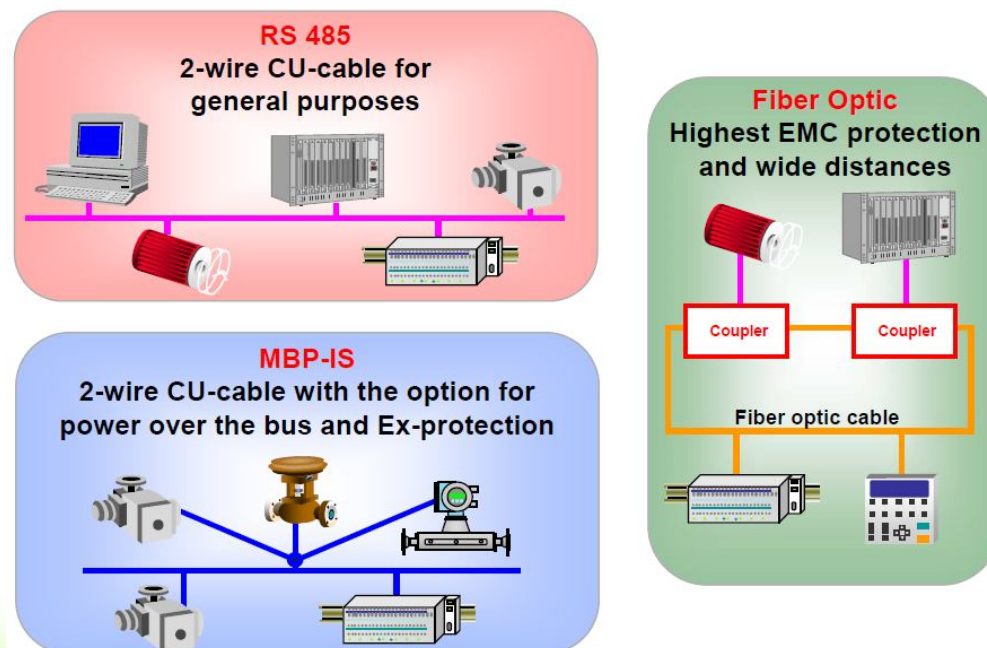 RS 485
2-wire CU-cable for
general purposes
MBP-IS
2-wire CU-cable with the option for
power over the bus and Ex-protection
Fiber Optic
Highest EMC protection
and wide distances
Coupler
Coupler
Fiber optic cable